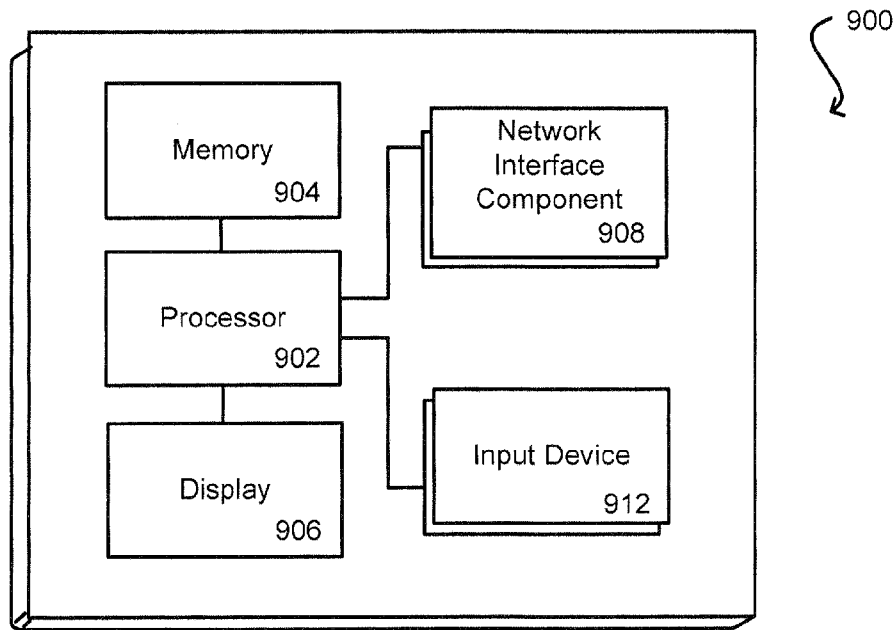 900
Memory
904
Network
Interface
Component
908
Processor
902
Display
906
Input Device
912